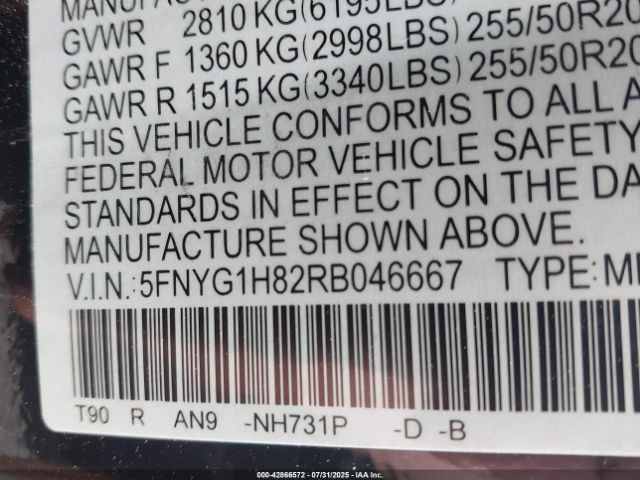 GVWR 2810 KG(6195LBS)
GAWR F 1360 KG(2998LBS) 255/50R20
GAWR R 1515 KG(3340LBS) 255/50R20
THIS VEHICLE CONFORMS TO ALL
FEDERAL MOTOR VEHICLE SAFETY
STANDARDS IN EFFECT ON THE
MANUFACTURE SHOWN ABOVE.
V.I.N.:5FNYG1H82RB046667 TYPE:
T90 R AN9 -NH731P -D -B
000-42866572 07/31/2025 Copyright IAA, Inc.